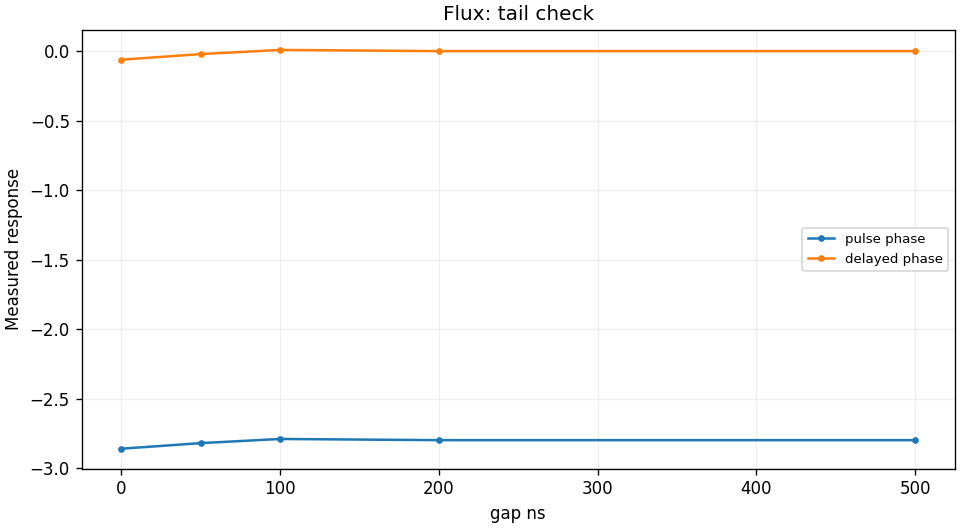 Flux: tail check
Measured response
0.0
−0.5
−1.0
−1.5
−2.0
−2.5
−3.0
pulse phase
delayed phase
0
100
200
300
400
500
gap ns